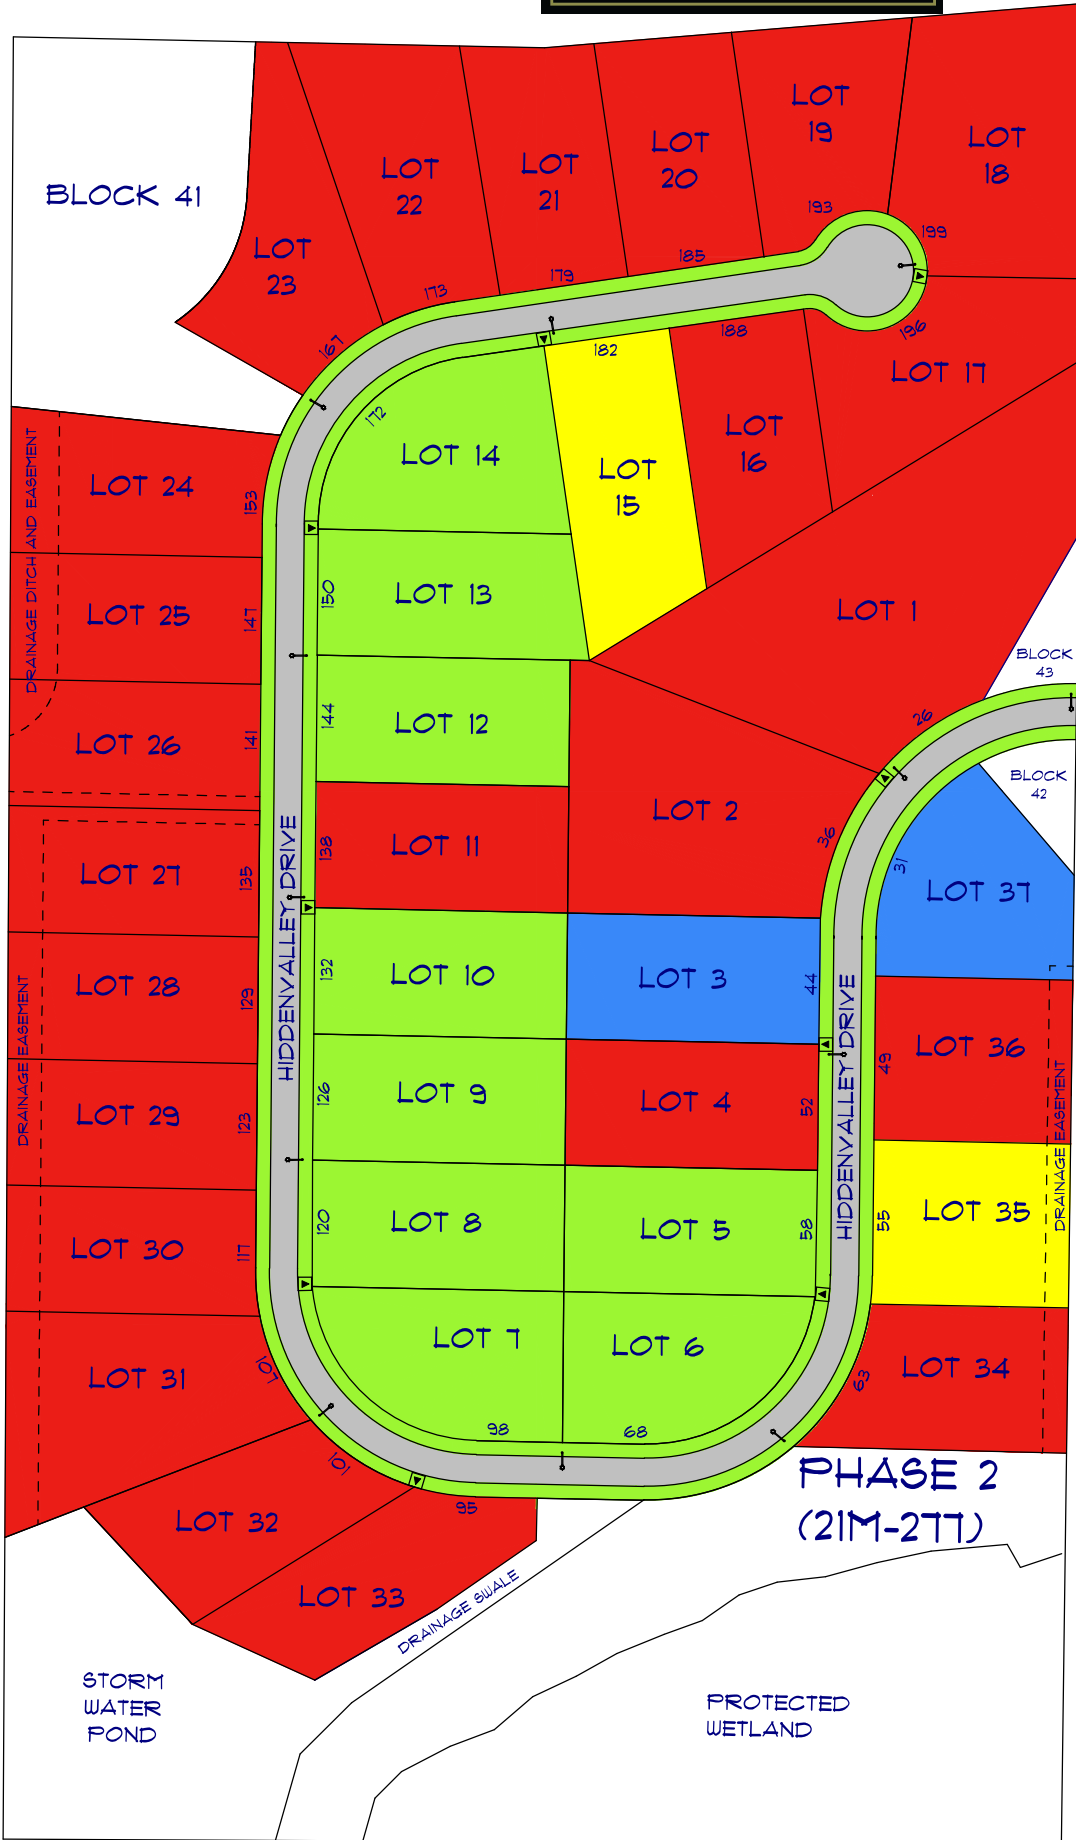 BLOCK 41
LOT
23
LOT
22
LOT
21
LOT
20
LOT
19
LOT
18
193
199
185
179
173
167
196
188
182
172
LOT 17
LOT
16
LOT
15
LOT 14
LOT 24
153
DRAINAGE DITCH AND EASEMENT
LOT 13
150
LOT 25
147
LOT 1
26
BLOCK
43
LOT 12
144
LOT 26
141
BLOCK
42
LOT 2
36
31
LOT 11
138
LOT 27
135
HIDDENVALLEY DRIVE
LOT 37
LOT 10
132
LOT 3
44
LOT 28
129
DRAINAGE EASEMENT
HIDDENVALLEY DRIVE
LOT 36
49
LOT 9
126
LOT 4
52
LOT 29
123
DRAINAGE EASEMENT
LOT 8
120
LOT 5
58
LOT 35
55
LOT 30
117
LOT 7
98
LOT 6
68
LOT 34
63
LOT 31
107
101
95
LOT 32
LOT 33
PHASE 2
(21M-277)
DRAINAGE SWALE
STORM
WATER
POND
PROTECTED
WETLAND